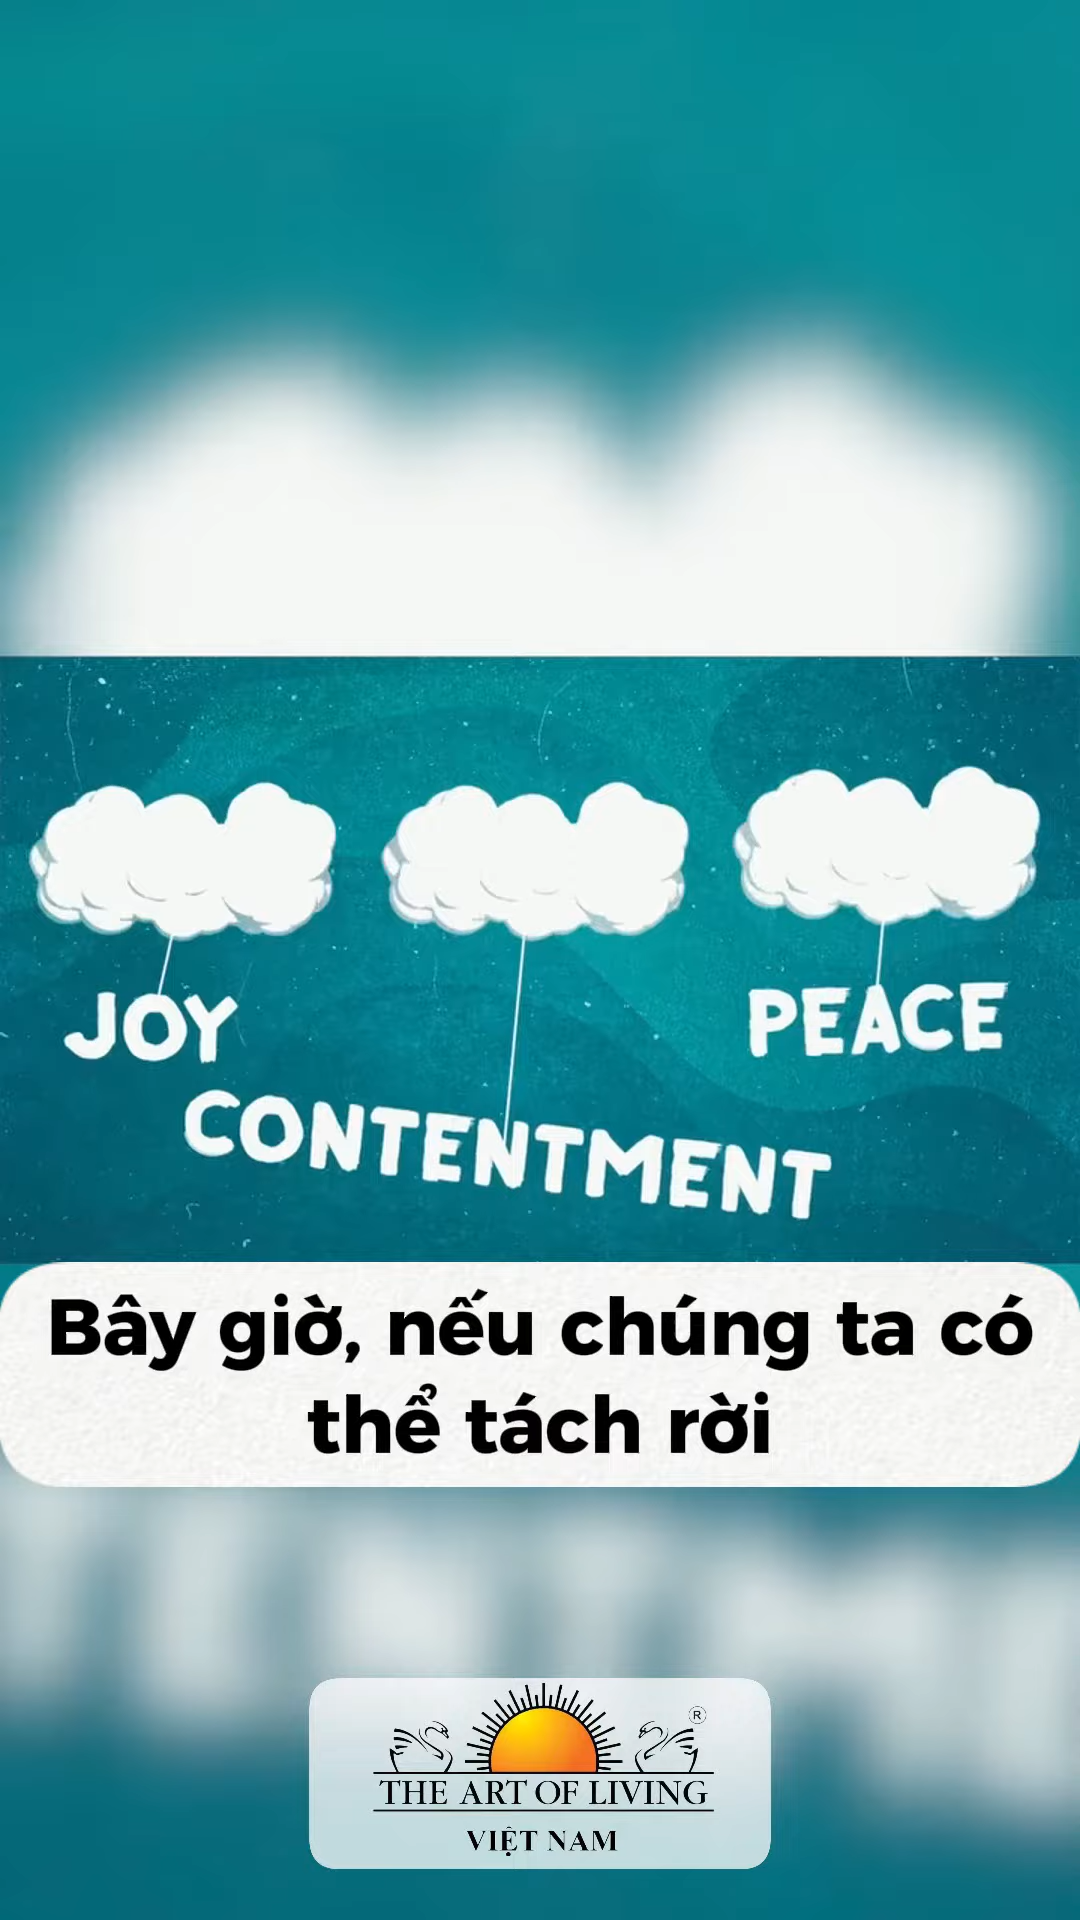 JOY
PEACE
CONTENTMENT
Bây giờ, nếu chúng ta có
thể tách rời
®
THE ART OF LIVING
VIỆT NAM